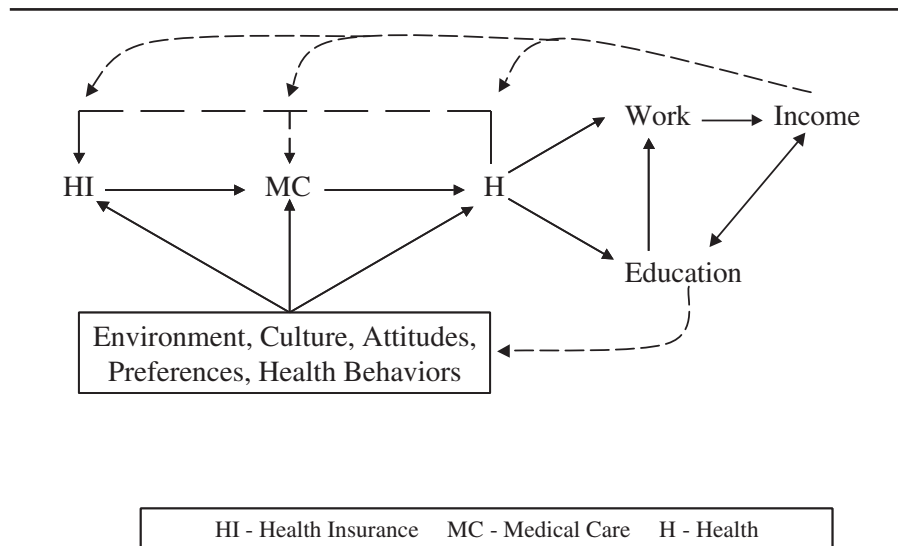 Work
Income
HI
MC
H
Education
Environment, Culture, Attitudes,
Preferences, Health Behaviors
HI - Health Insurance MC - Medical Care H - Health